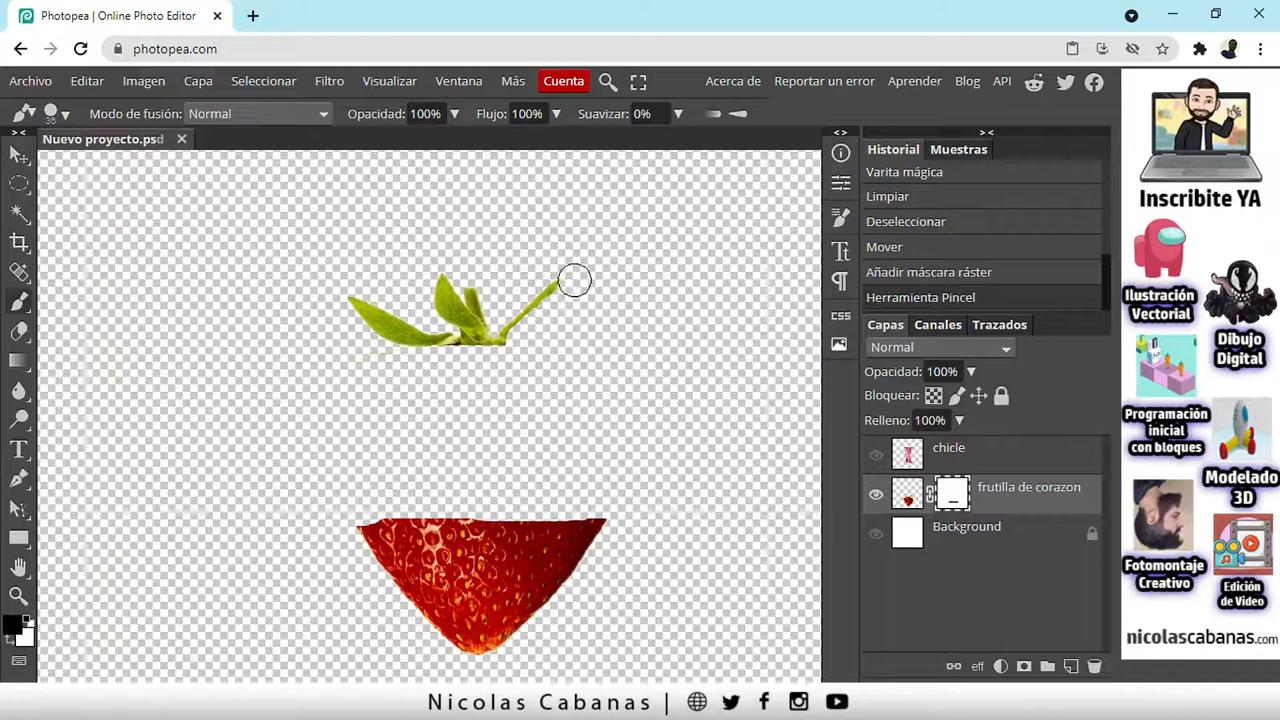 Photopea | Online Photo Editor
photopea.com
Archivo Editar Imagen Capa Seleccionar Filtro Visualizar Ventana Más Cuenta Acerca de Reportar un error Aprender Blog API
38 Modo de fusión: Normal Opacidad: 100% Flujo: 100% Suavizar: 0%
Nuevo proyecto.psd
Historial Muestras
Varita mágica
Limpiar
Deseleccionar
Mover
Añadir máscara ráster
Herramienta Pincel
CSS
Capas Canales Trazados
Normal
Opacidad: 100%
Bloquear:
Relleno: 100%
chicle
frutilla de corazon
Background
eff
Inscribite YA
Ilustración
Vectorial
Dibujo
Digital
Programación
inicial
con bloques
Modelado
3D
Fotomontaje
Creativo
Edición
de Video
nicolascabanas.com
Nicolas Cabanas |